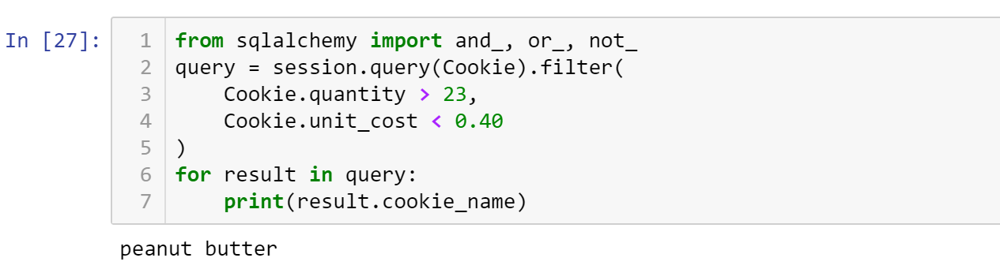 In [27]:
1 from sqlalchemy import and_, or_, not_
2 query = session.query(Cookie).filter(
3     Cookie.quantity > 23,
4     Cookie.unit_cost < 0.40
5 )
6 for result in query:
7     print(result.cookie_name)
peanut butter